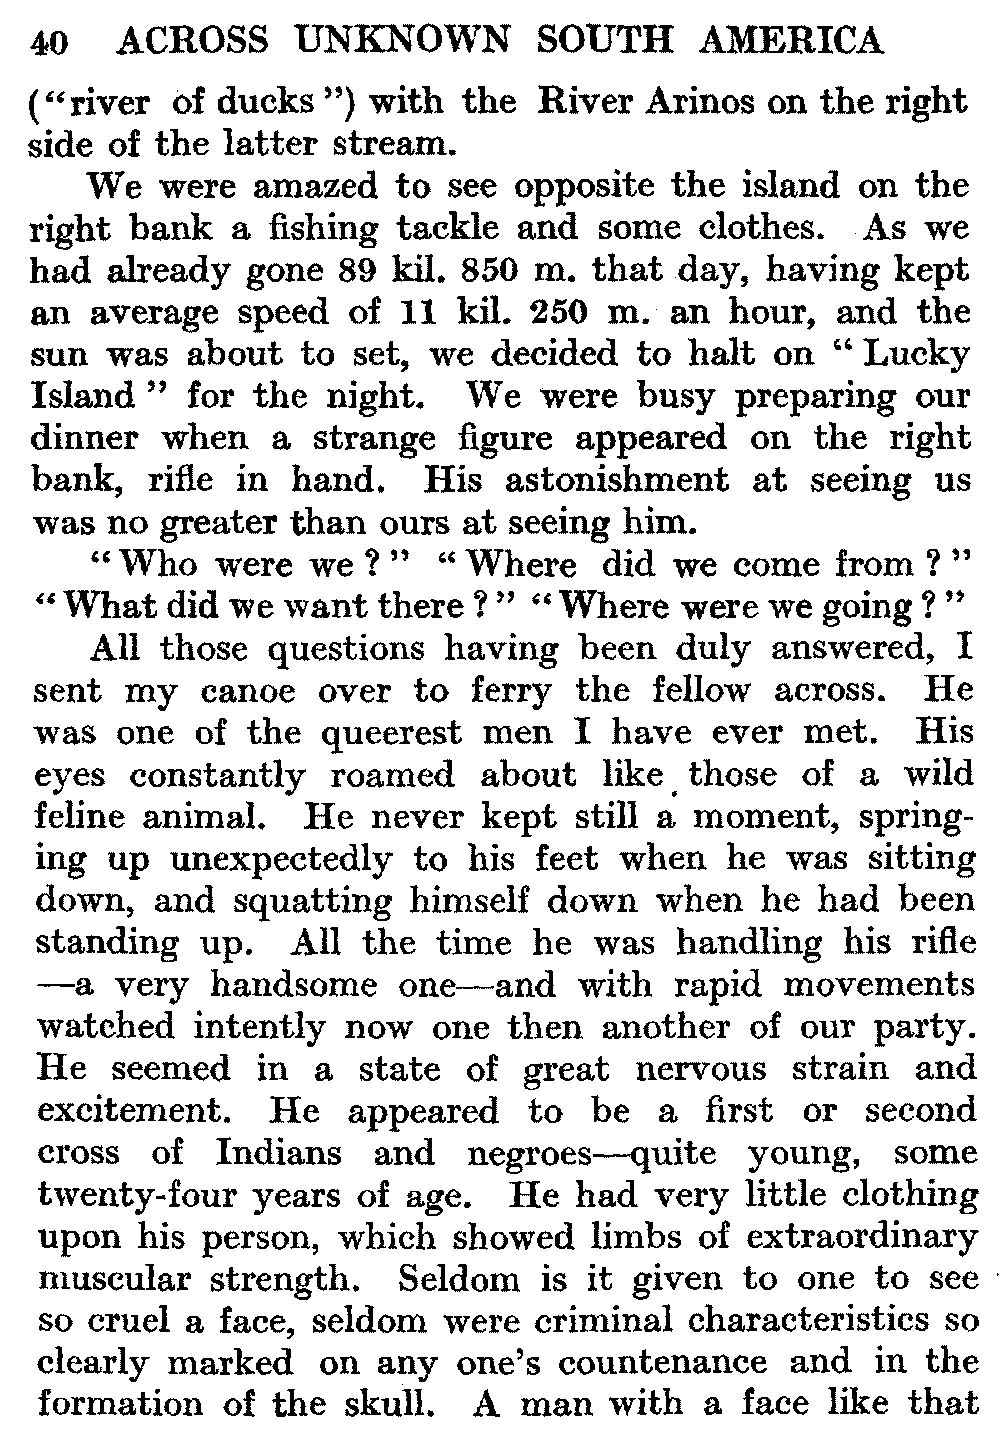 40 ACROSS UNKNOWN SOUTH AMERICA
("river of ducks") with the River Arinos on the right
side of the latter stream.
We were amazed to see opposite the island on the
right bank a fishing tackle and some clothes. As we
had already gone 89 kil. 850 m. that day, having kept
an average speed of 11 kil. 250 m. an hour, and the
sun was about to set, we decided to halt on "Lucky
Island" for the night. We were busy preparing our
dinner when a strange figure appeared on the right
bank, rifle in hand. His astonishment at seeing us
was no greater than ours at seeing him.
"Who were we?" "Where did we come from?"
"What did we want there?" "Where were we going?"
All those questions having been duly answered, I
sent my canoe over to ferry the fellow across. He
was one of the queerest men I have ever met. His
eyes constantly roamed about like those of a wild
feline animal. He never kept still a moment, spring-
ing up unexpectedly to his feet when he was sitting
down, and squatting himself down when he had been
standing up. All the time he was handling his rifle
—a very handsome one—and with rapid movements
watched intently now one then another of our party.
He seemed in a state of great nervous strain and
excitement. He appeared to be a first or second
cross of Indians and negroes—quite young, some
twenty-four years of age. He had very little clothing
upon his person, which showed limbs of extraordinary
muscular strength. Seldom is it given to one to see
so cruel a face, seldom were criminal characteristics so
clearly marked on any one's countenance and in the
formation of the skull. A man with a face like that